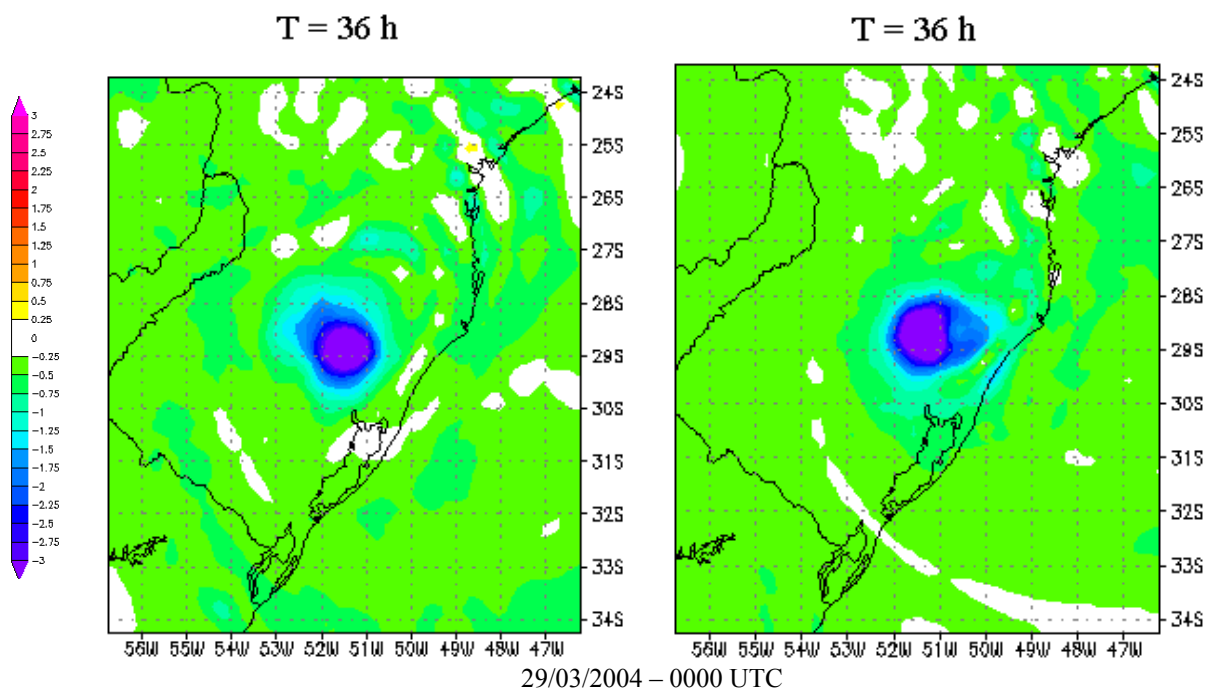 T = 36 h
T = 36 h
3
2.75
2.5
2.25
2
1.75
1.5
1.25
1
0.75
0.5
0.25
0
−0.25
−0.5
−0.75
−1
−1.25
−1.5
−1.75
−2
−2.25
−2.5
−2.75
−3
24S
25S
26S
27S
28S
29S
30S
31S
32S
33S
34S
56W 55W 54W 53W 52W 51W 50W 49W 48W 47W
24S
25S
26S
27S
28S
29S
30S
31S
32S
33S
34S
56W 55W 54W 53W 52W 51W 50W 49W 48W 47W
29/03/2004 – 0000 UTC